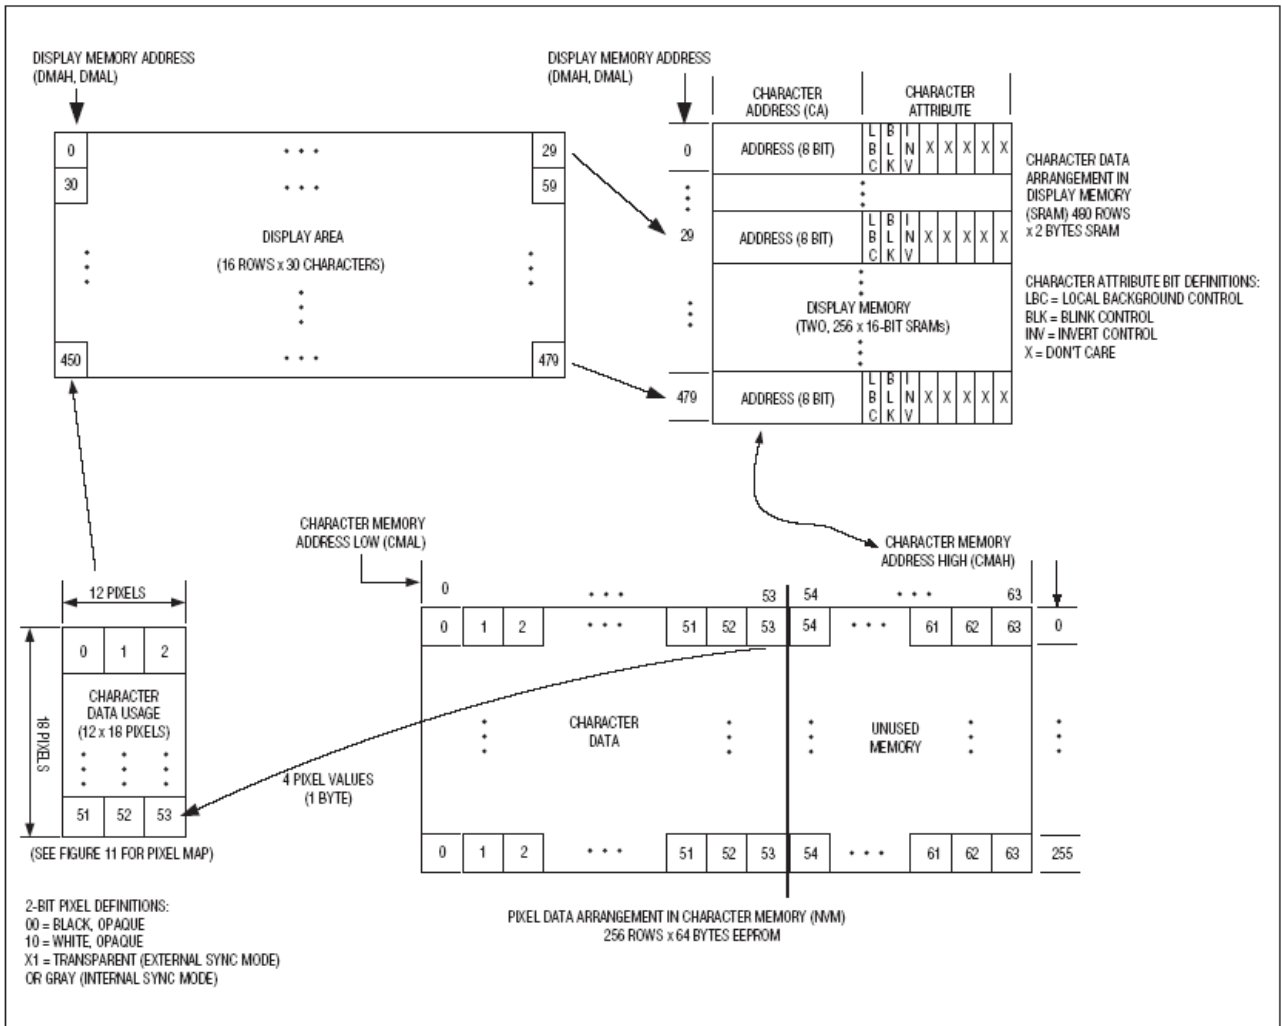 DISPLAY MEMORY ADDRESS
(DMAH, DMAL)
0
• • •
29
30
• • •
59
DISPLAY AREA
(16 ROWS x 30 CHARACTERS)
450
• • •
479
DISPLAY MEMORY ADDRESS
(DMAH, DMAL)
CHARACTER
ADDRESS (CA)
CHARACTER
ATTRIBUTE
0
ADDRESS (8 BIT)
LBC BLK INV X X X X X
29
ADDRESS (8 BIT)
LBC BLK INV X X X X X
DISPLAY MEMORY
(TWO, 256 x 16-BIT SRAMs)
479
ADDRESS (8 BIT)
LBC BLK INV X X X X X
CHARACTER DATA
ARRANGEMENT IN
DISPLAY MEMORY
(SRAM) 480 ROWS
x 2 BYTES SRAM
CHARACTER ATTRIBUTE BIT DEFINITIONS:
LBC = LOCAL BACKGROUND CONTROL
BLK = BLINK CONTROL
INV = INVERT CONTROL
X = DON'T CARE
CHARACTER MEMORY
ADDRESS LOW (CMAL)
CHARACTER MEMORY
ADDRESS HIGH (CMAH)
12 PIXELS
18 PIXELS
0 1 2
CHARACTER
DATA USAGE
(12 x 18 PIXELS)
51 52 53
(SEE FIGURE 11 FOR PIXEL MAP)
4 PIXEL VALUES
(1 BYTE)
0 • • • 53 54 • • • 63
0 1 2 • • • 51 52 53 54 • • • 61 62 63 0
CHARACTER
DATA
UNUSED
MEMORY
0 1 2 • • • 51 52 53 54 • • • 61 62 63 255
PIXEL DATA ARRANGEMENT IN CHARACTER MEMORY (NVM)
256 ROWS x 64 BYTES EEPROM
2-BIT PIXEL DEFINITIONS:
00 = BLACK, OPAQUE
10 = WHITE, OPAQUE
X1 = TRANSPARENT (EXTERNAL SYNC MODE)
OR GRAY (INTERNAL SYNC MODE)